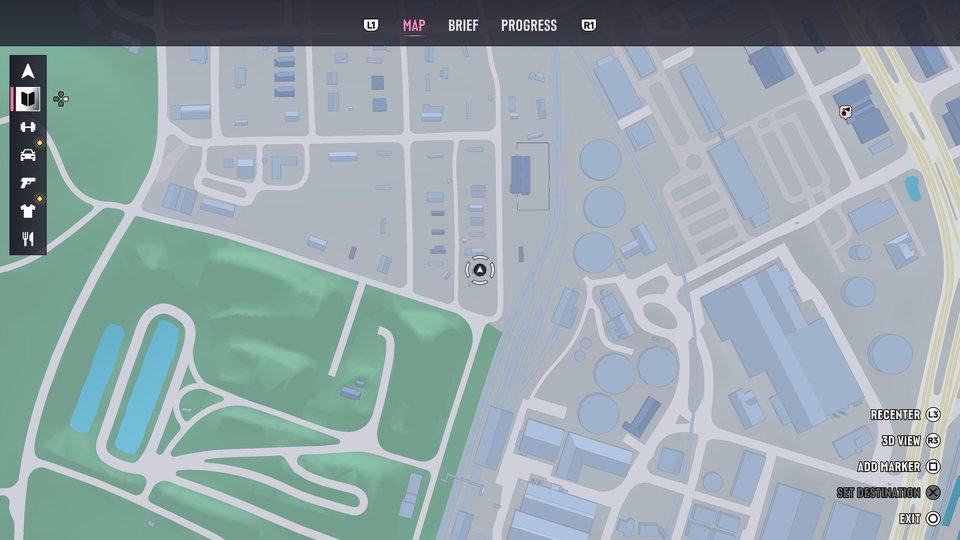 L1 MAP BRIEF PROGRESS R1
RECENTER L3
3D VIEW R3
ADD MARKER
SET DESTINATION
EXIT